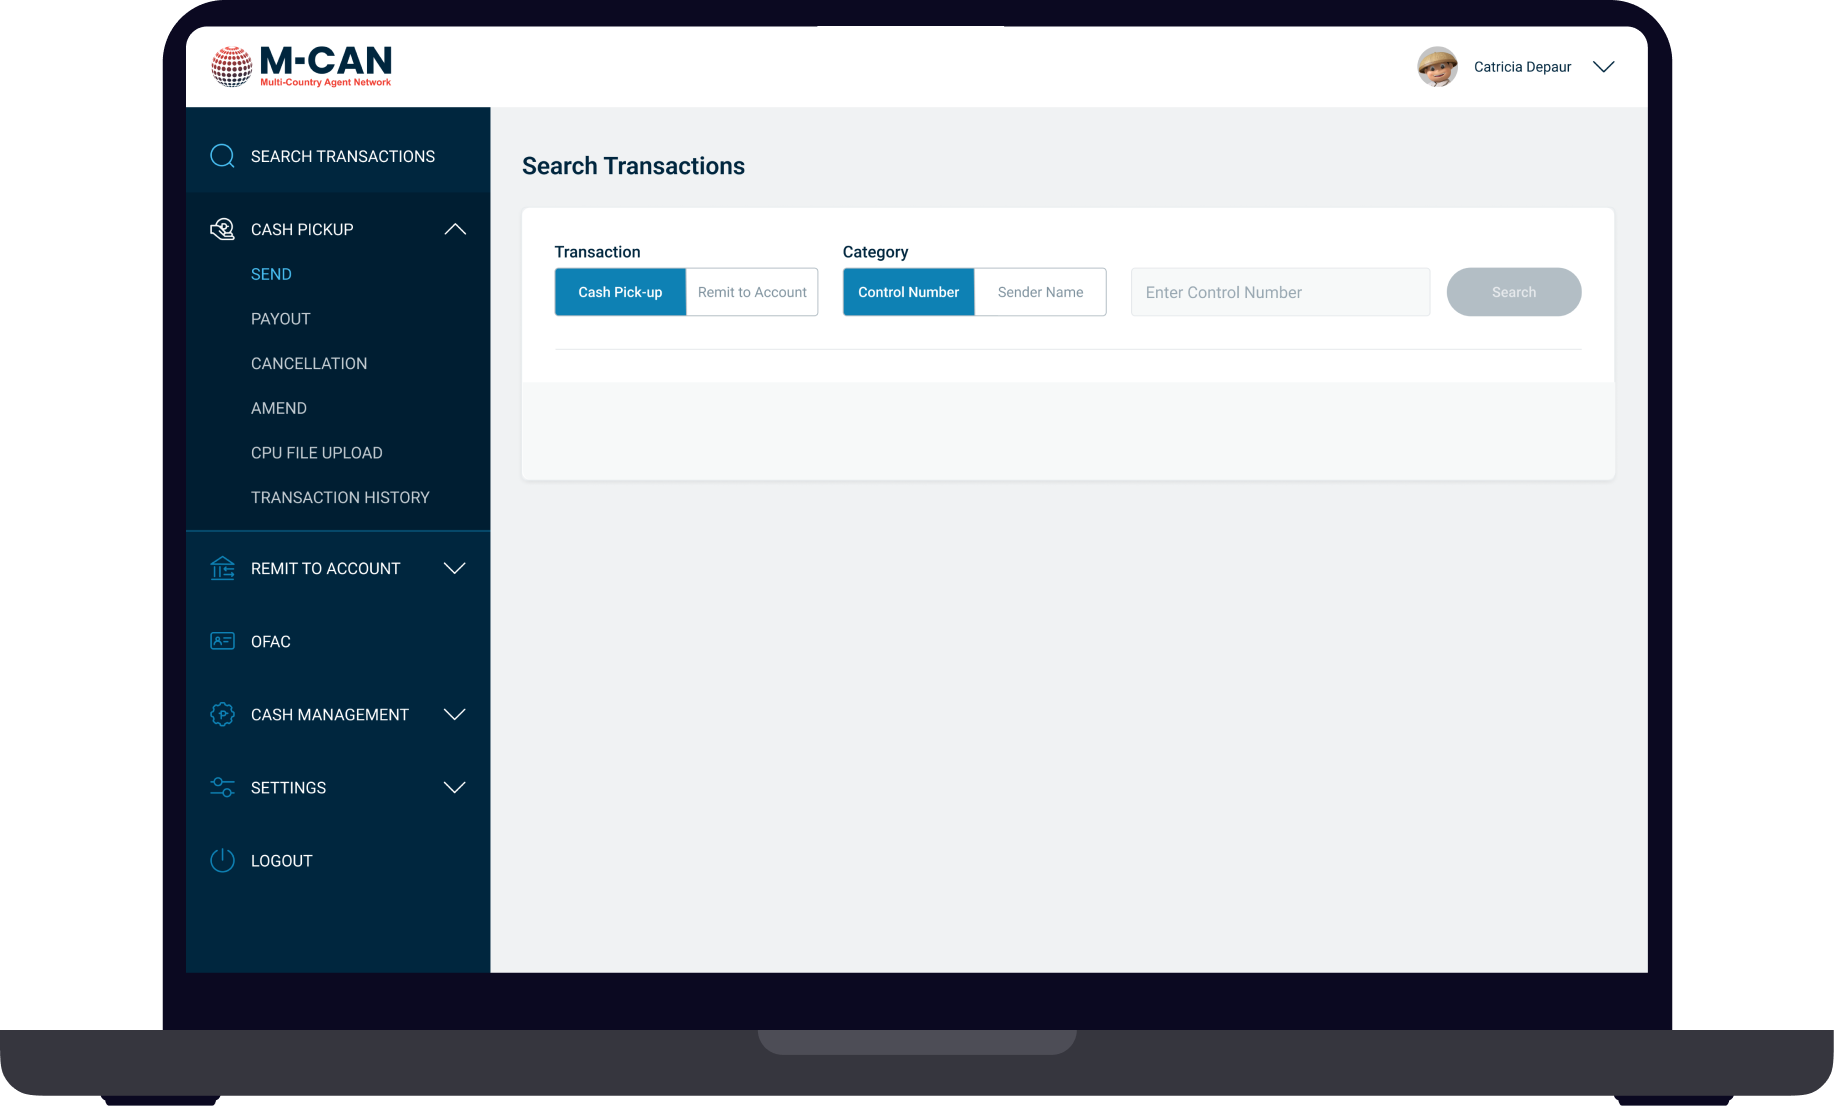 M-CAN
Multi-Country Agent Network
Catricia Depaur
SEARCH TRANSACTIONS
CASH PICKUP
SEND
PAYOUT
CANCELLATION
AMEND
CPU FILE UPLOAD
TRANSACTION HISTORY
REMIT TO ACCOUNT
OFAC
CASH MANAGEMENT
SETTINGS
LOGOUT
Search Transactions
Transaction
Category
Cash Pick-up
Remit to Account
Control Number
Sender Name
Enter Control Number
Search